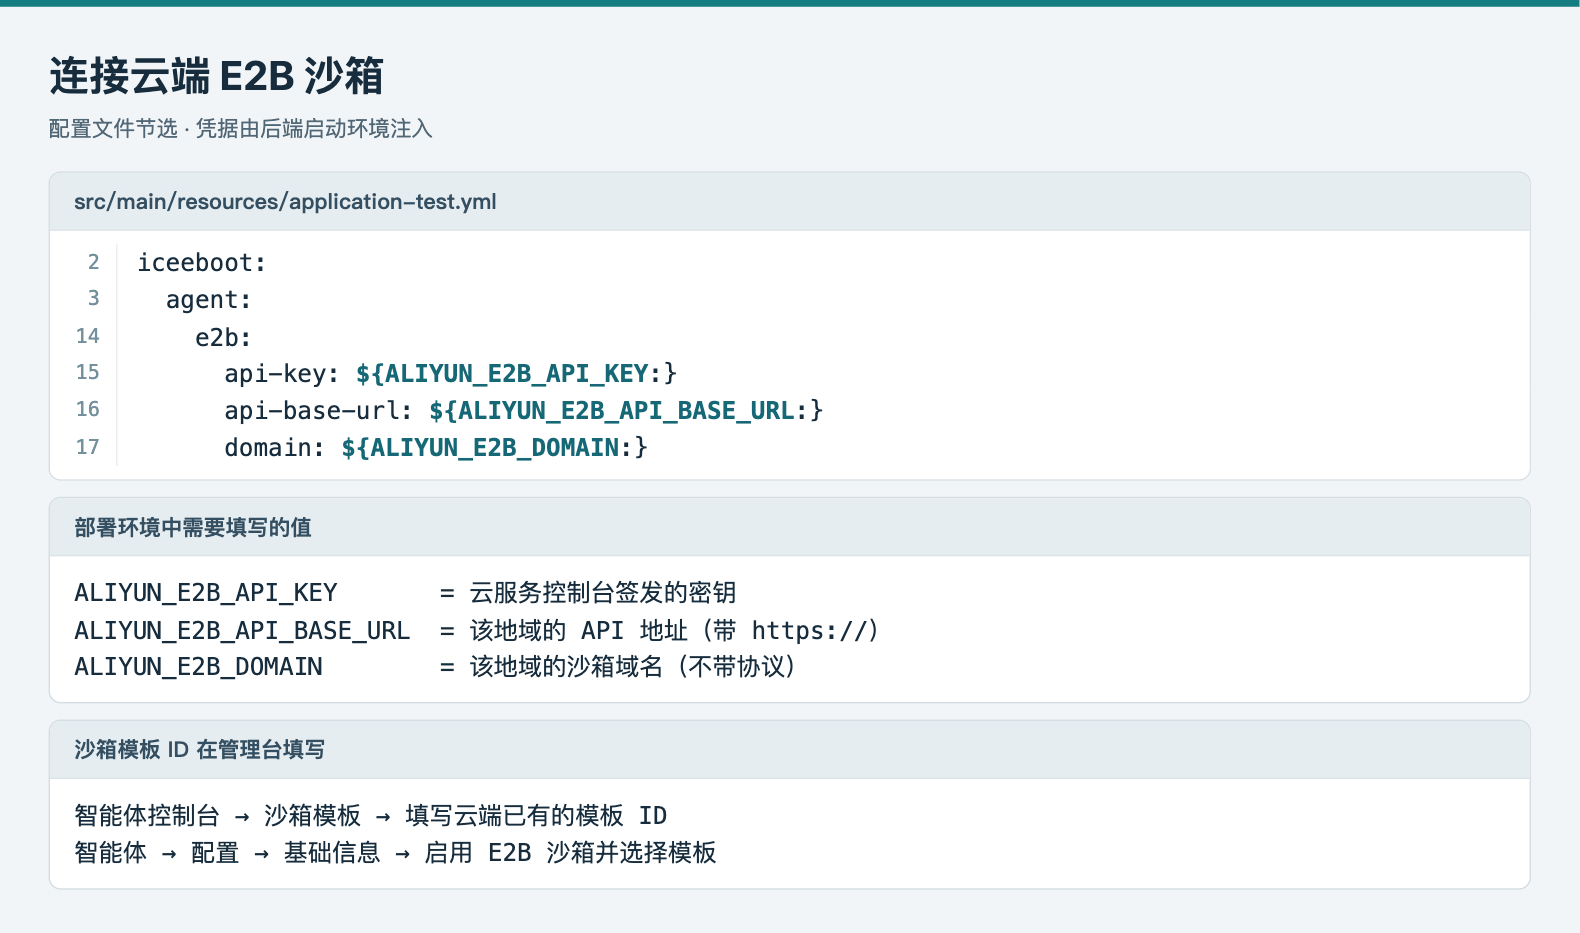 连接云端 E2B 沙箱
配置文件节选 · 凭据由后端启动环境注入
src/main/resources/application-test.yml
2 iceeboot:
3   agent:
14     e2b:
15       api-key: ${ALIYUN_E2B_API_KEY:}
16       api-base-url: ${ALIYUN_E2B_API_BASE_URL:}
17       domain: ${ALIYUN_E2B_DOMAIN:}
部署环境中需要填写的值
ALIYUN_E2B_API_KEY       = 云服务控制台签发的密钥
ALIYUN_E2B_API_BASE_URL  = 该地域的 API 地址（带 https://）
ALIYUN_E2B_DOMAIN        = 该地域的沙箱域名（不带协议）
沙箱模板 ID 在管理台填写
智能体控制台 → 沙箱模板 → 填写云端已有的模板 ID
智能体 → 配置 → 基础信息 → 启用 E2B 沙箱并选择模板